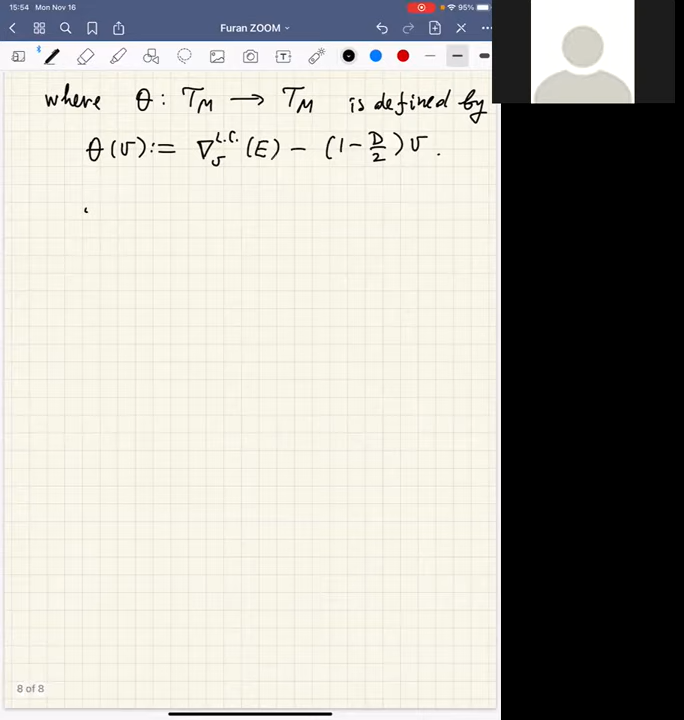 15:54 Mon Nov 16
95%
Furan ZOOM
where θ : T_M → T_M is defined by
θ(v) := ∇_v^{L.C.} (E) − (1 − D/2) v .
8 of 8